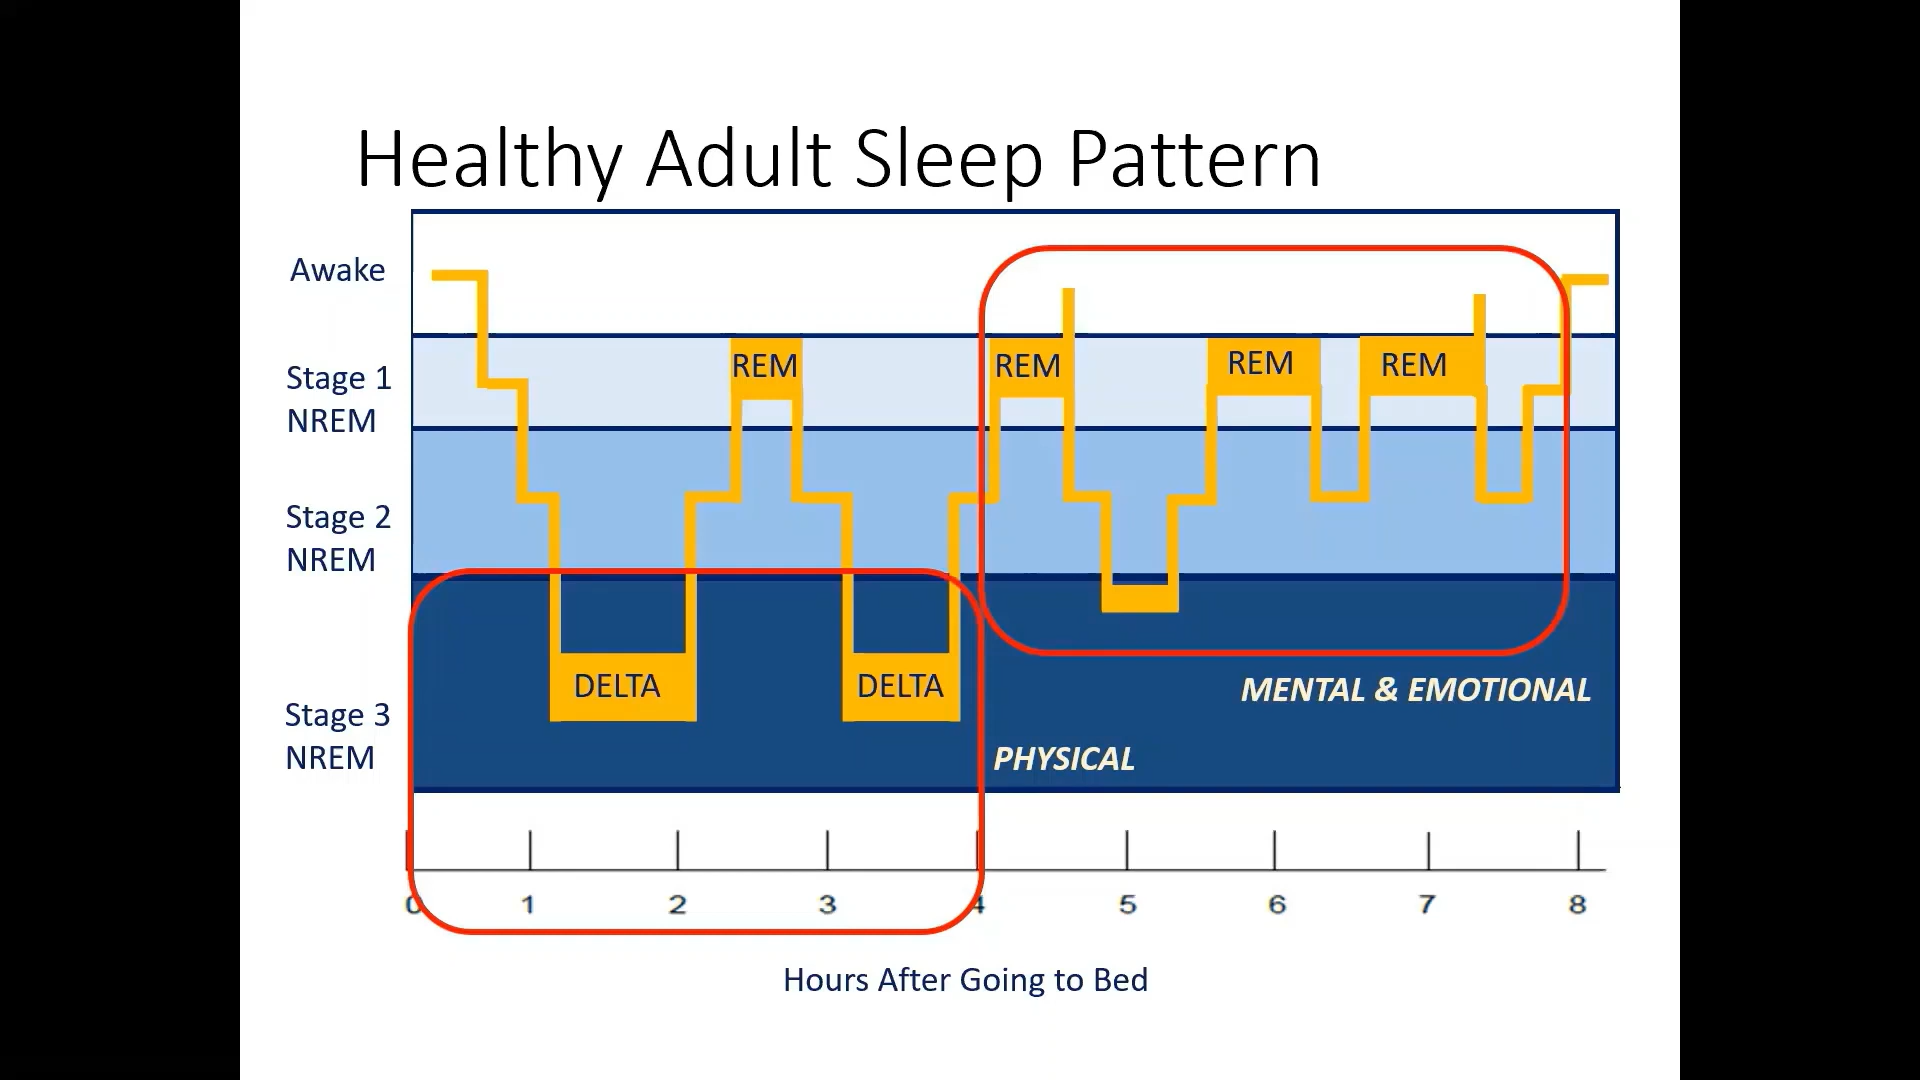 Healthy Adult Sleep Pattern
Awake
Stage 1
NREM
REM
REM
REM
REM
Stage 2
NREM
DELTA
DELTA
MENTAL & EMOTIONAL
Stage 3
NREM
PHYSICAL
0 1 2 3 4 5 6 7 8
Hours After Going to Bed